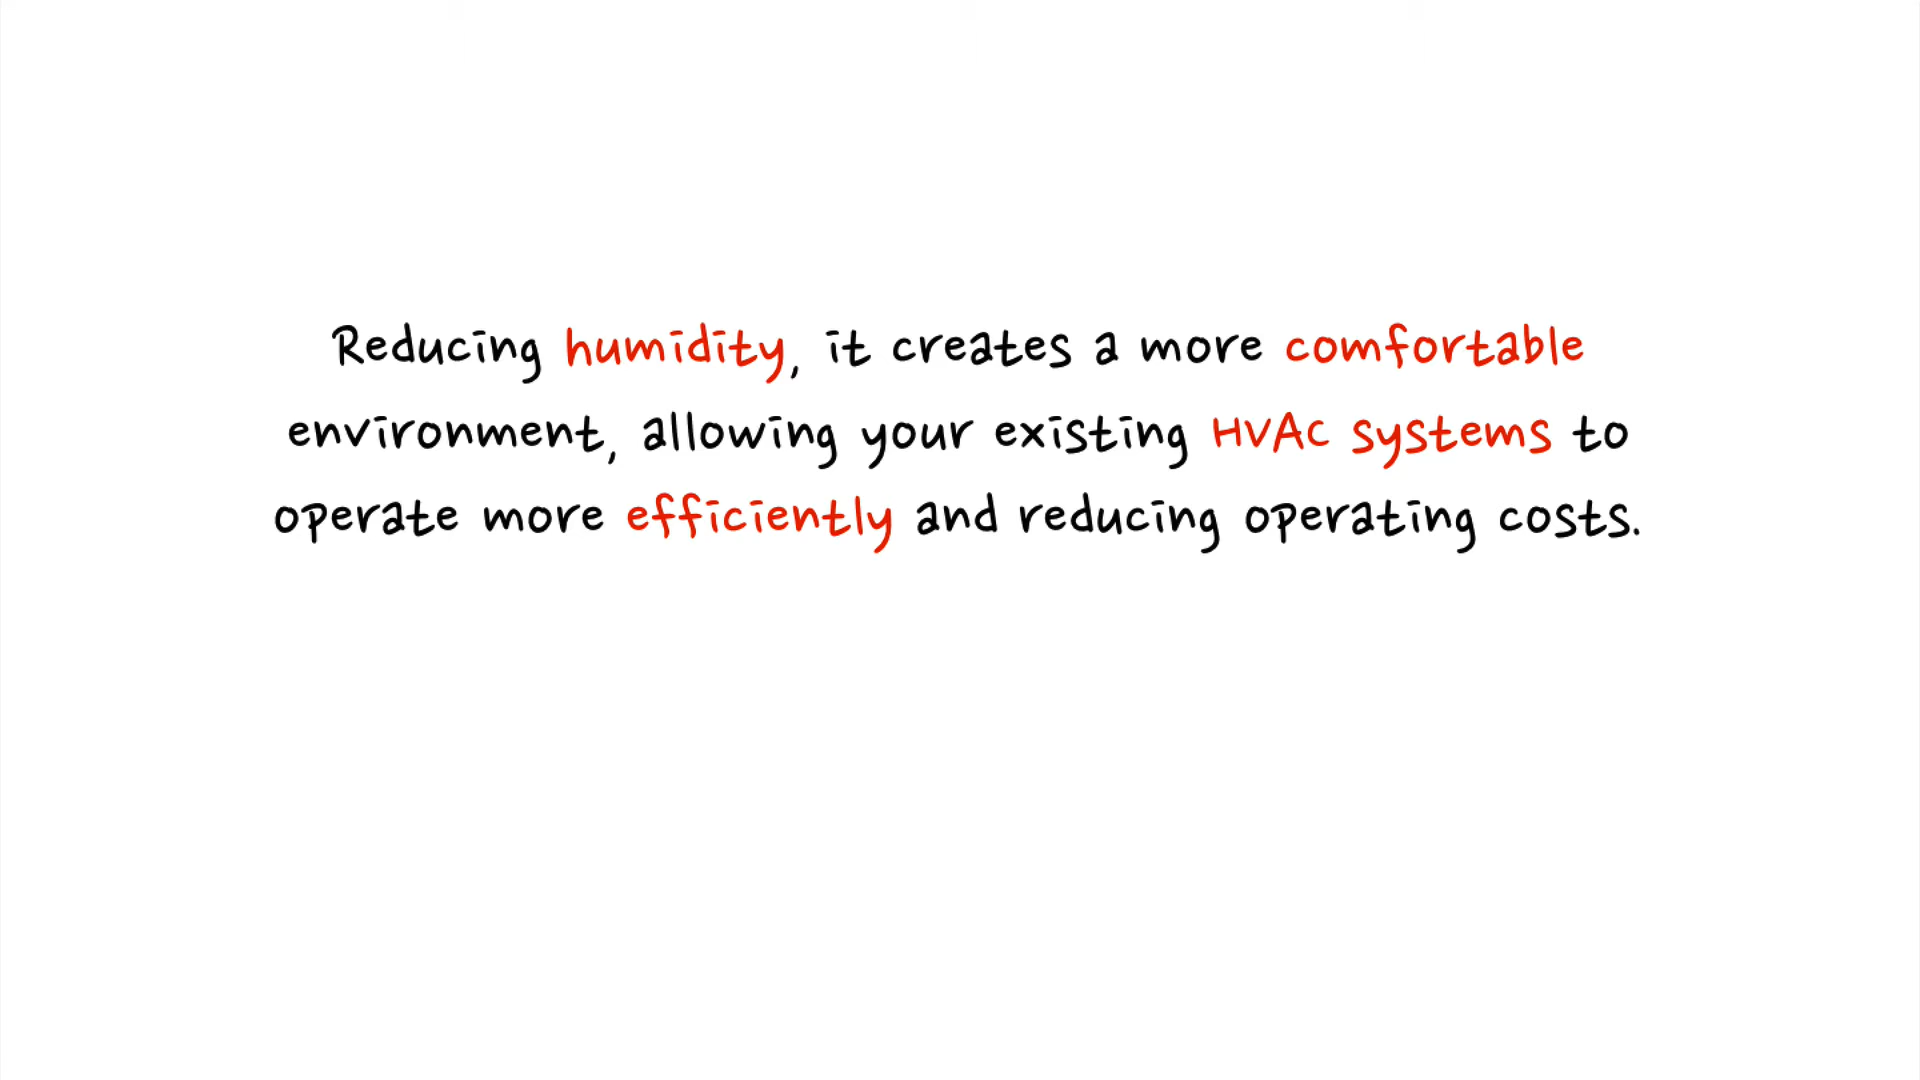 Reducing humidity, it creates a more comfortable
environment, allowing your existing HVAC systems to
operate more efficiently and reducing operating costs.